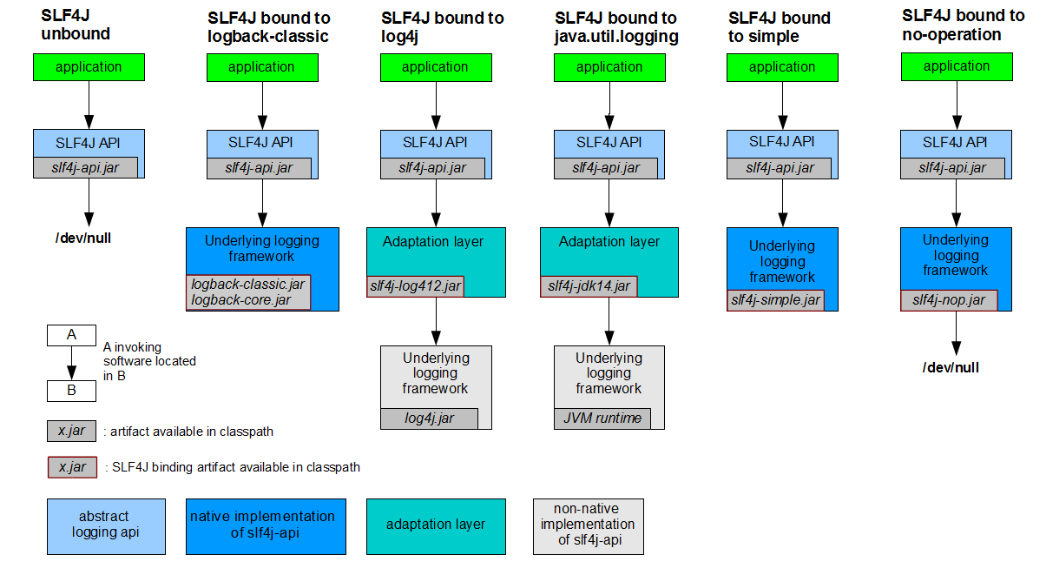 SLF4J
unbound
SLF4J bound to
logback-classic
SLF4J bound to
log4j
SLF4J bound to
java.util.logging
SLF4J bound
to simple
SLF4J bound to
no-operation
application
application
application
application
application
application
SLF4J API
slf4j-api.jar
SLF4J API
slf4j-api.jar
SLF4J API
slf4j-api.jar
SLF4J API
slf4j-api.jar
SLF4J API
slf4j-api.jar
SLF4J API
slf4j-api.jar
/dev/null
Underlying logging
framework
logback-classic.jar
logback-core.jar
Adaptation layer
slf4j-log412.jar
Adaptation layer
slf4j-jdk14.jar
Underlying
logging
framework
slf4j-simple.jar
Underlying
logging
framework
slf4j-nop.jar
A
B
A invoking
software located
in B
Underlying
logging
framework
log4j.jar
Underlying
logging
framework
JVM runtime
/dev/null
x.jar : artifact available in classpath
x.jar : SLF4J binding artifact available in classpath
abstract
logging api
native implementation
of slf4j-api
adaptation layer
non-native
implementation
of slf4j-api